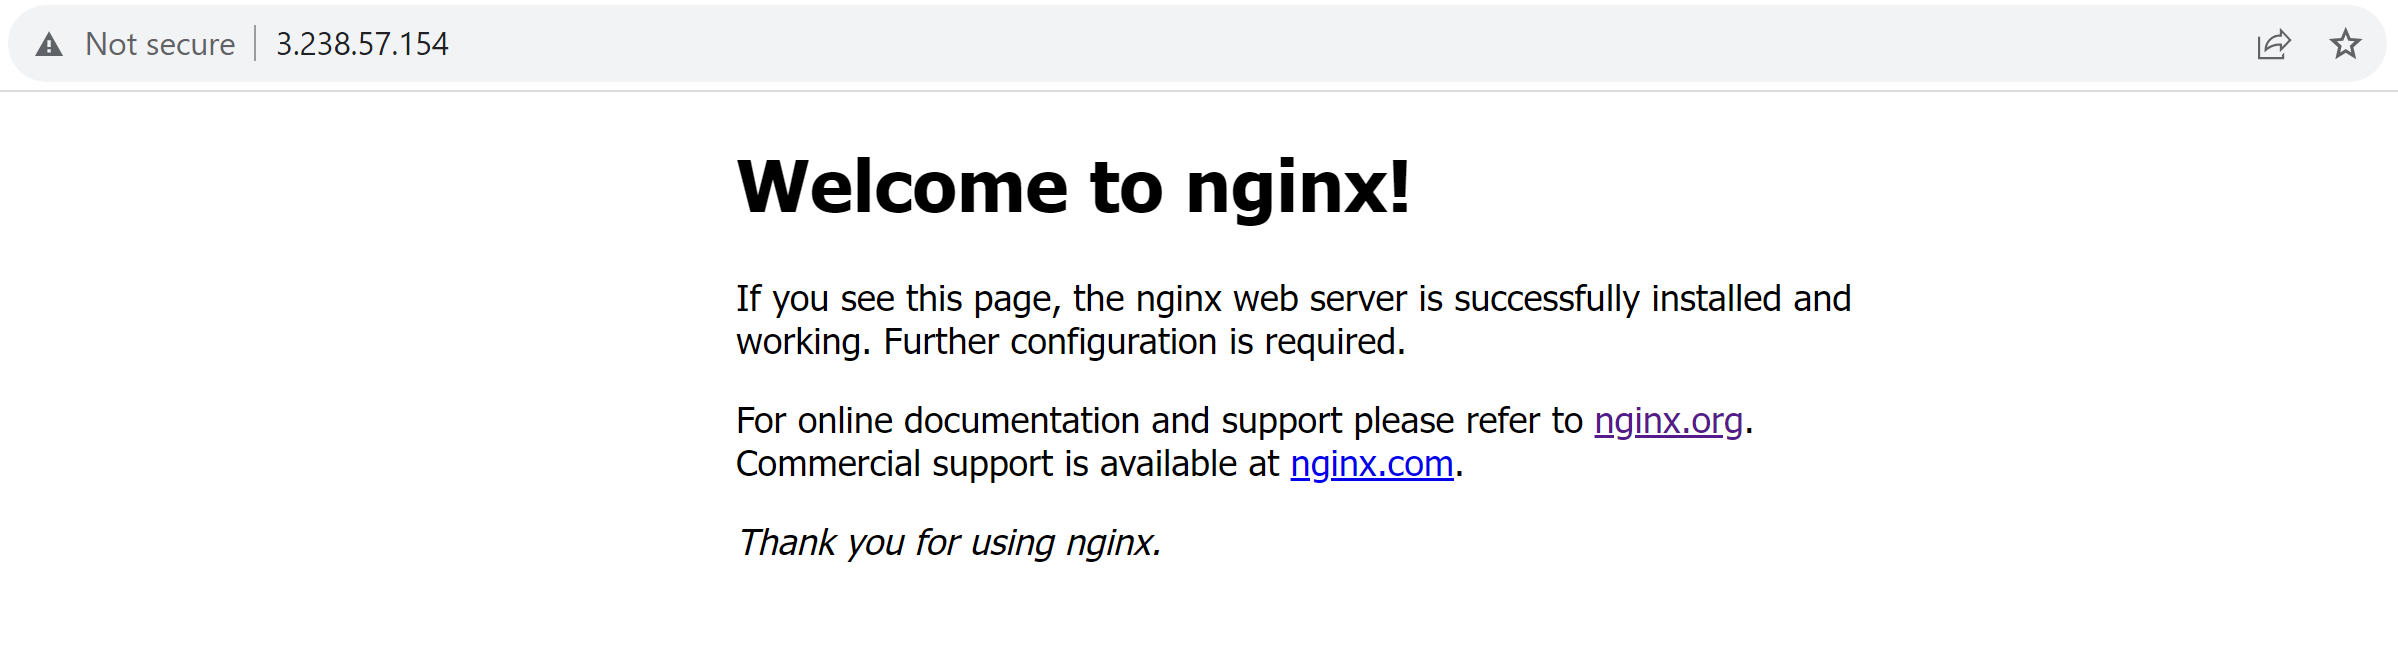 Not secure 3.238.57.154
Welcome to nginx!
If you see this page, the nginx web server is successfully installed and
working. Further configuration is required.
For online documentation and support please refer to nginx.org.
Commercial support is available at nginx.com.
Thank you for using nginx.